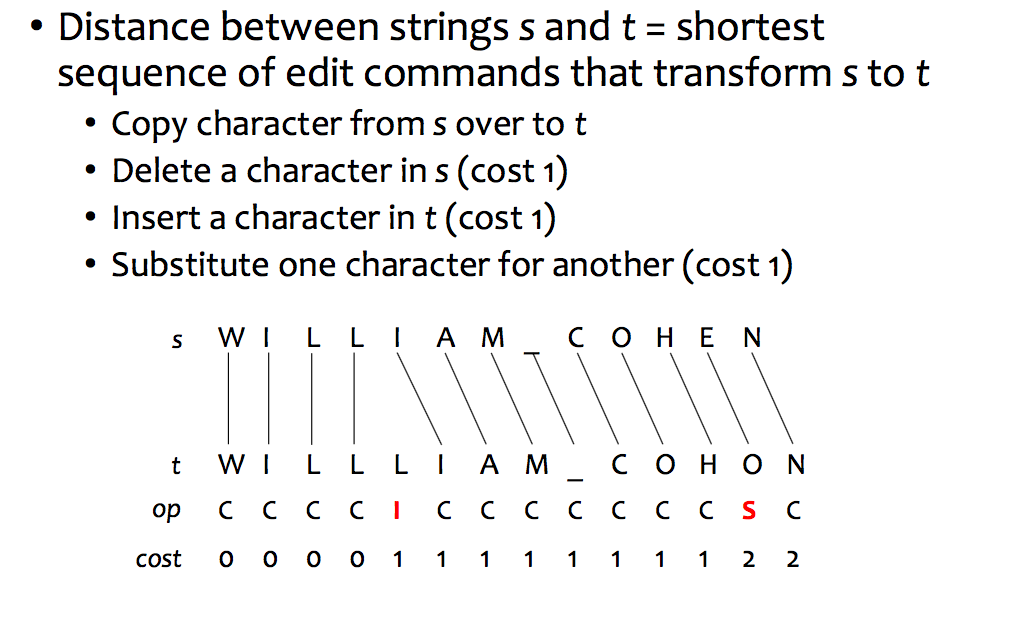 • Distance between strings s and t = shortest
sequence of edit commands that transform s to t
• Copy character from s over to t
• Delete a character in s (cost 1)
• Insert a character in t (cost 1)
• Substitute one character for another (cost 1)
s W I L L I A M _ C O H E N
t W I L L L I A M _ C O H O N
op C C C C I C C C C C C C S C
cost 0 0 0 0 1 1 1 1 1 1 1 1 2 2